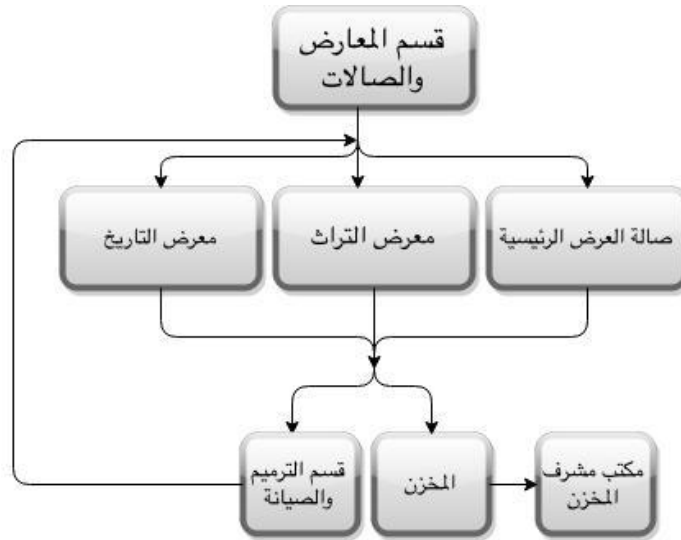 قسم المعارض
والصالات
صالة العرض الرئيسية
معرض التراث
معرض التاريخ
مكتب مشرف
المخزن
المخزن
قسم الترميم
والصيانة